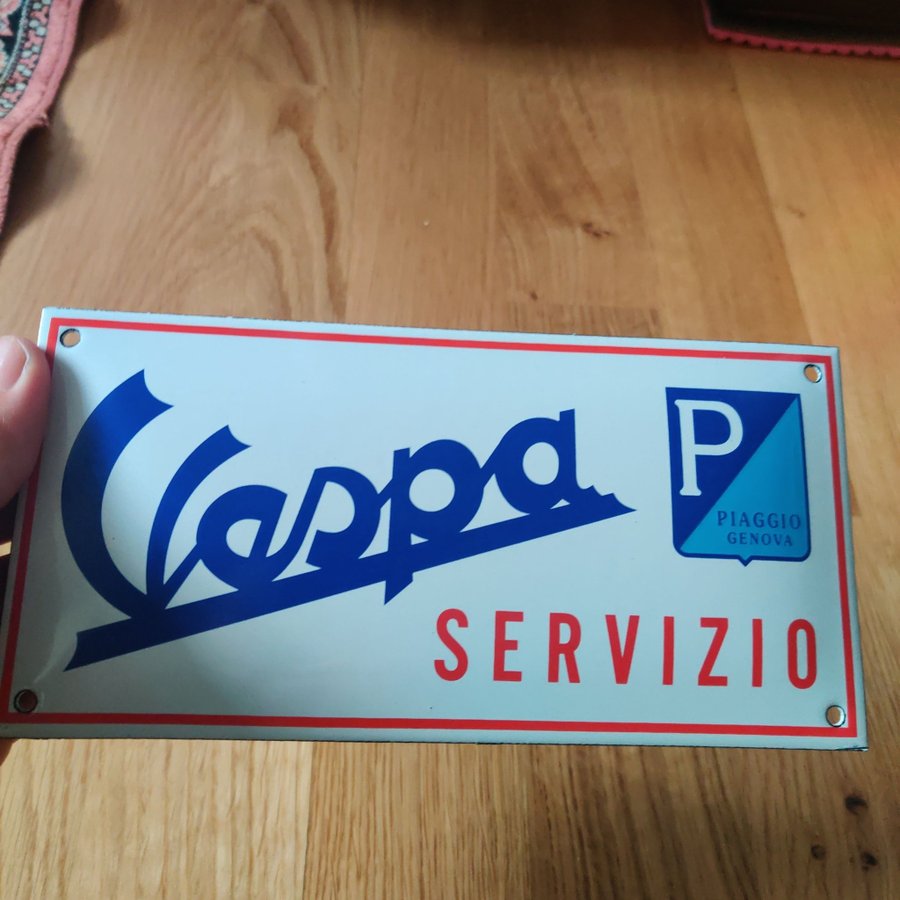 Vespa
P
PIAGGIO
GENOVA
SERVIZIO